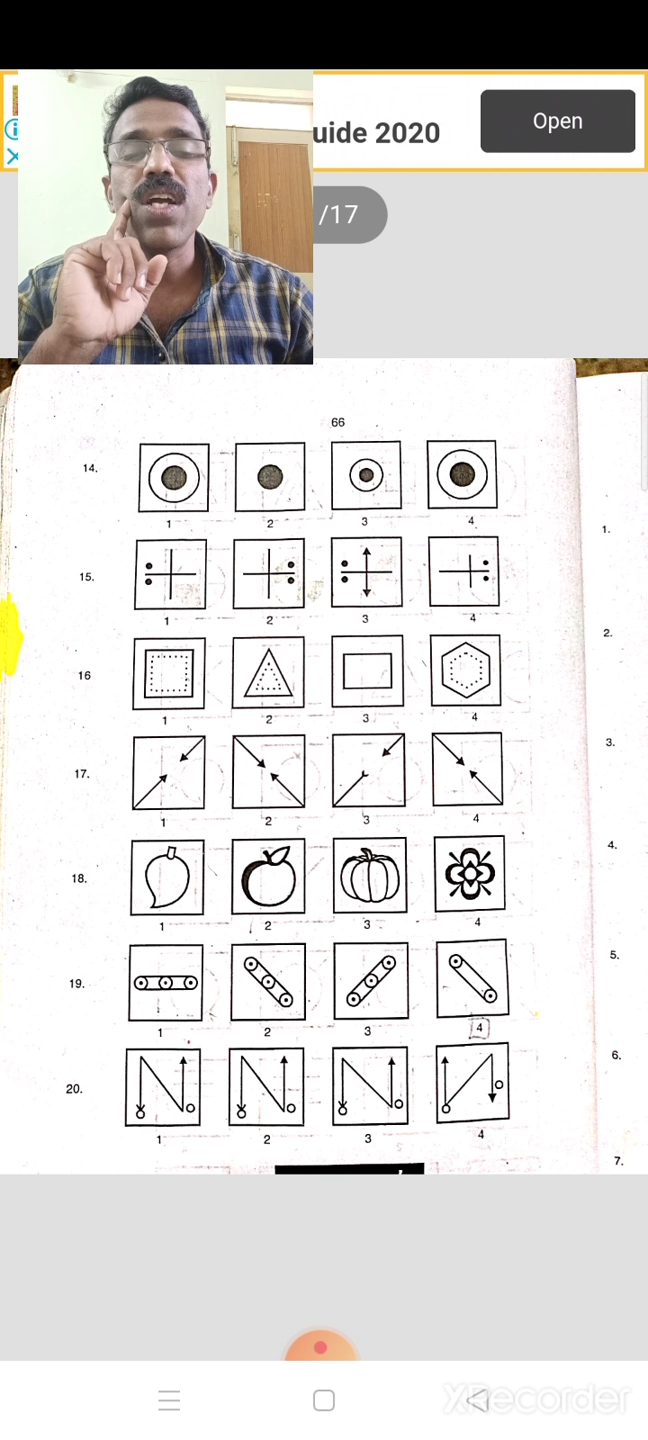 uide 2020
Open
/17
66
14.
1 2 3 4
1.
15.
1 2 3 4
16
1 2 3 4
2.
17.
1 2 3 4
3.
18.
1 2 3 4
4.
19.
1 2 3 4
5.
20.
1 2 3 4
6.
7.
XRecorder